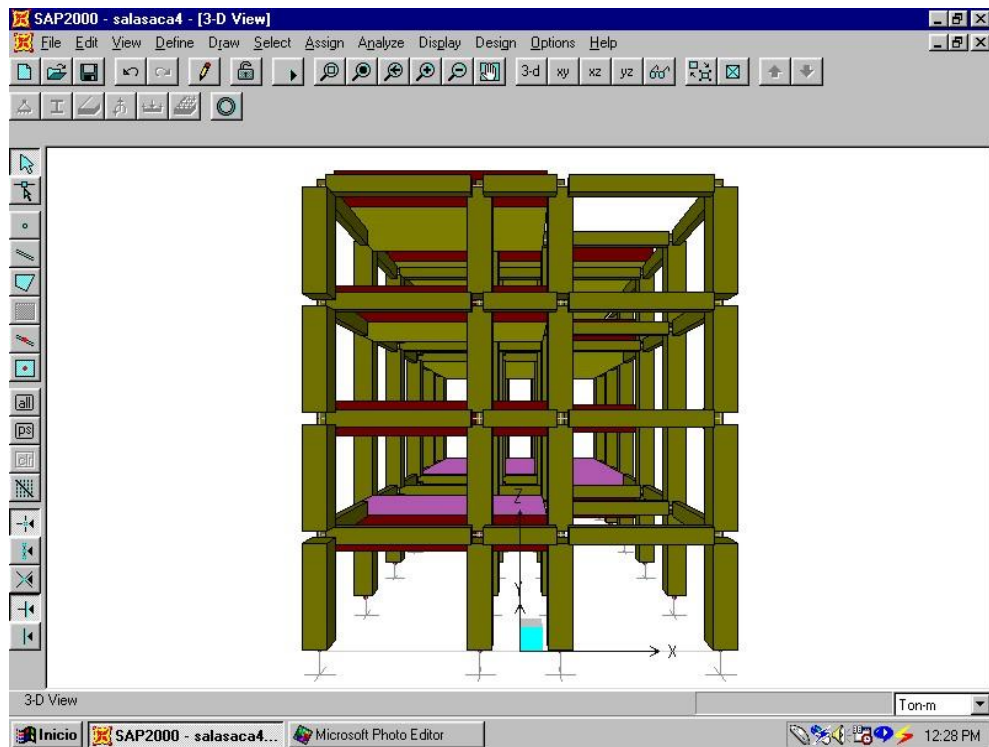 SAP2000 - salasaca4 - [3-D View]
File Edit View Define Draw Select Assign Analyze Display Design Options Help
3-d xy xz yz
all
ps
clr
Z
Y
X
3-D View
Ton-m
Inicio SAP2000 - salasaca4... Microsoft Photo Editor 12:28 PM